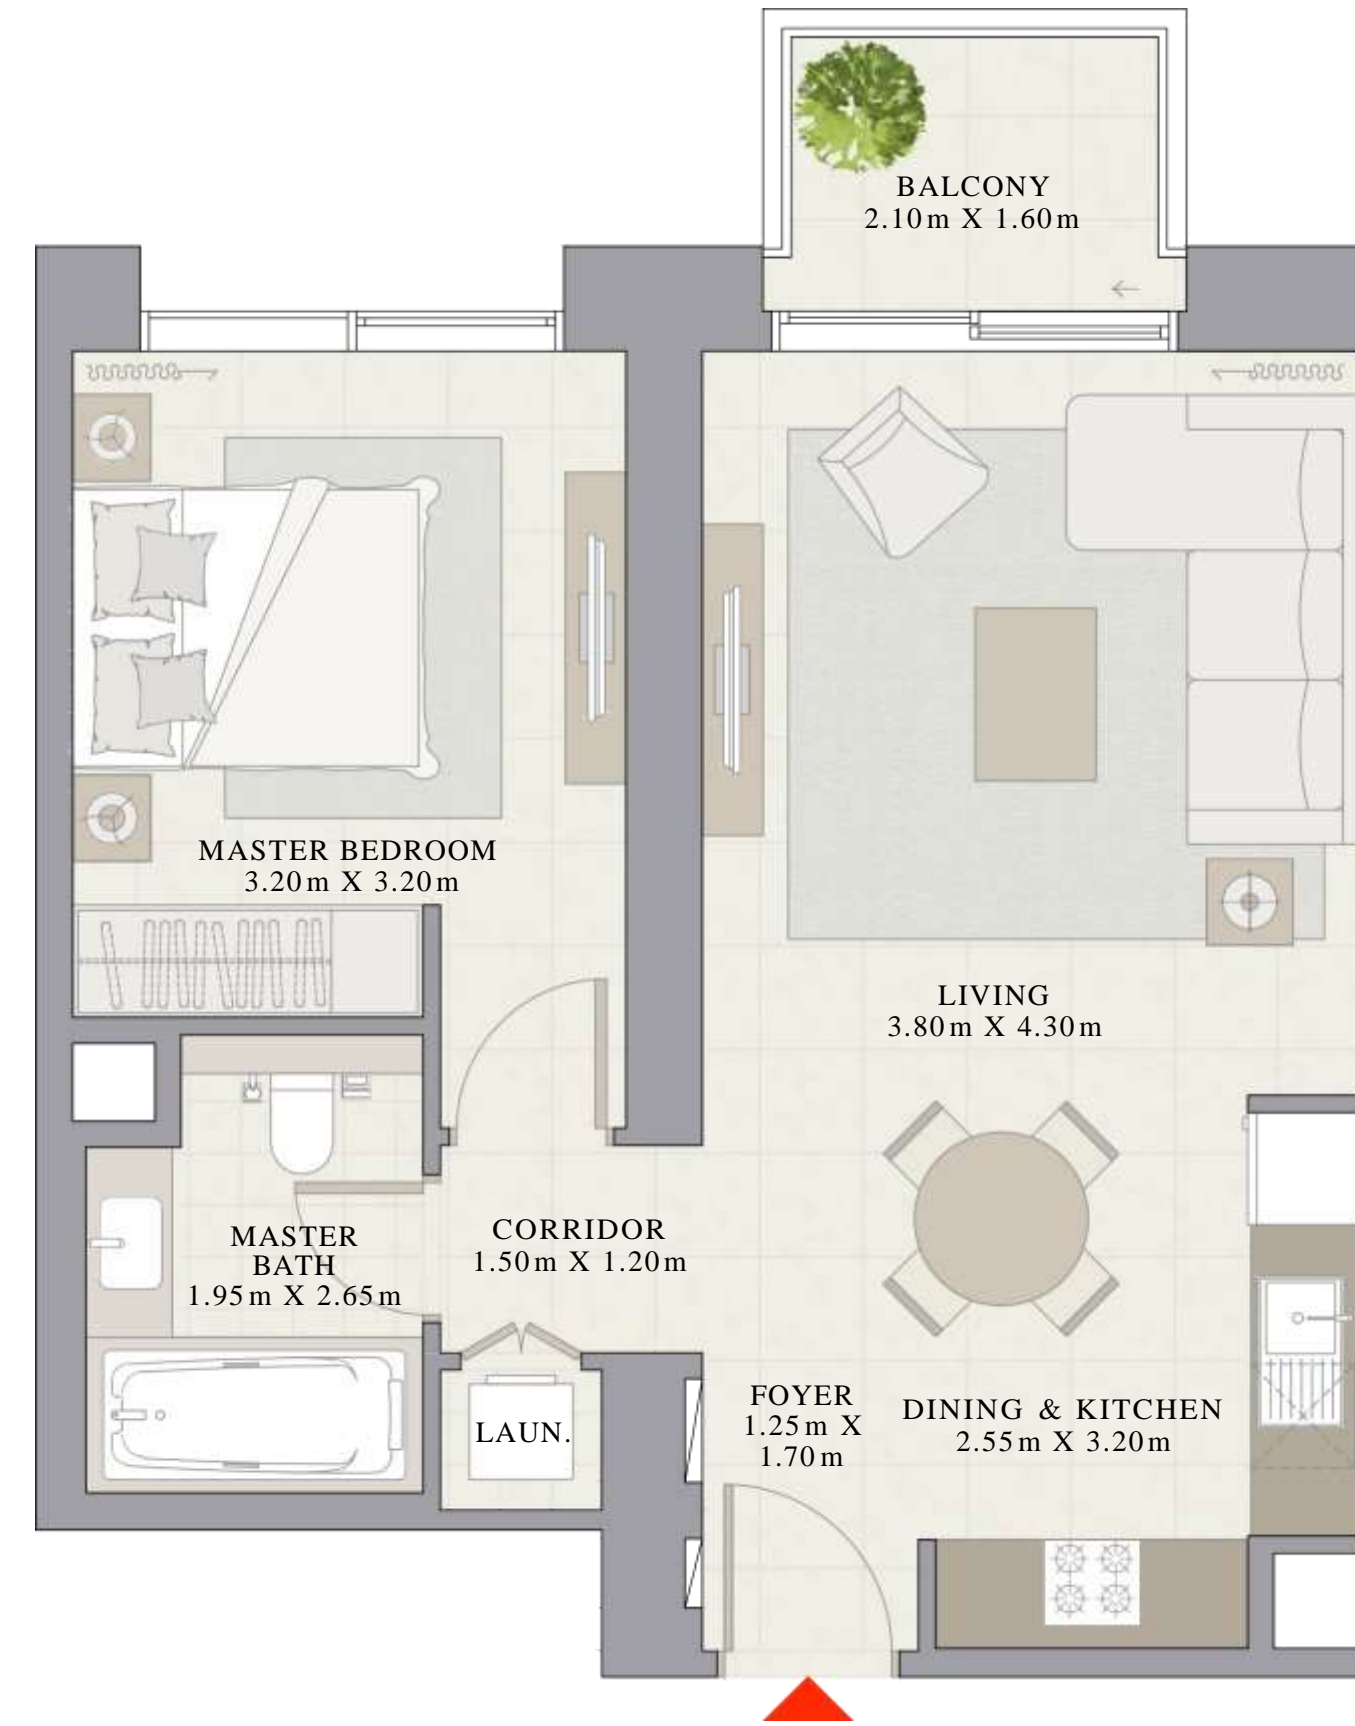 BALCONY
2.10m X 1.60m
MASTER BEDROOM
3.20m X 3.20m
LIVING
3.80m X 4.30m
MASTER
BATH
1.95m X 2.65m
CORRIDOR
1.50m X 1.20m
LAUN.
FOYER
1.25m X
1.70m
DINING & KITCHEN
2.55m X 3.20m